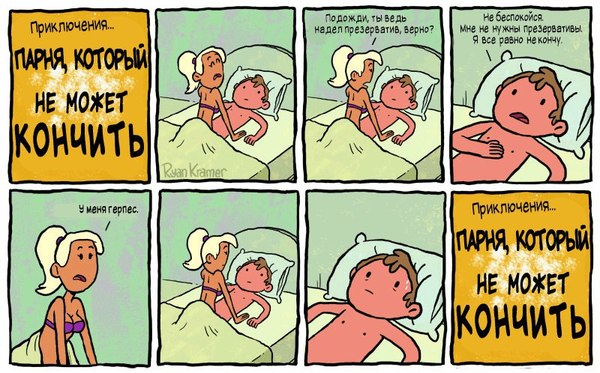 Приключения...
ПАРНЯ, КОТОРЫЙ
НЕ МОЖЕТ
КОНЧИТЬ
Ryan Kramer
Подожди, ты ведь
надел презерватив, верно?
Не беспокойся.
Мне не нужны презервативы.
Я все равно не кончу.
У меня герпес.
Приключения...
ПАРНЯ, КОТОРЫЙ
НЕ МОЖЕТ
КОНЧИТЬ